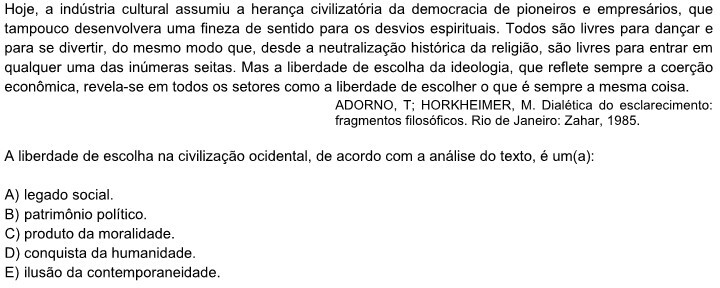 Hoje, a indústria cultural assumiu a herança civilizatória da democracia de pioneiros e empresários, que
tampouco desenvolvera uma fineza de sentido para os desvios espirituais. Todos são livres para dançar e
para se divertir, do mesmo modo que, desde a neutralização histórica da religião, são livres para entrar em
qualquer uma das inúmeras seitas. Mas a liberdade de escolha da ideologia, que reflete sempre a coerção
econômica, revela-se em todos os setores como a liberdade de escolher o que é sempre a mesma coisa.
ADORNO, T; HORKHEIMER, M. Dialética do esclarecimento:
fragmentos filosóficos. Rio de Janeiro: Zahar, 1985.
A liberdade de escolha na civilização ocidental, de acordo com a análise do texto, é um(a):
A) legado social.
B) patrimônio político.
C) produto da moralidade.
D) conquista da humanidade.
E) ilusão da contemporaneidade.